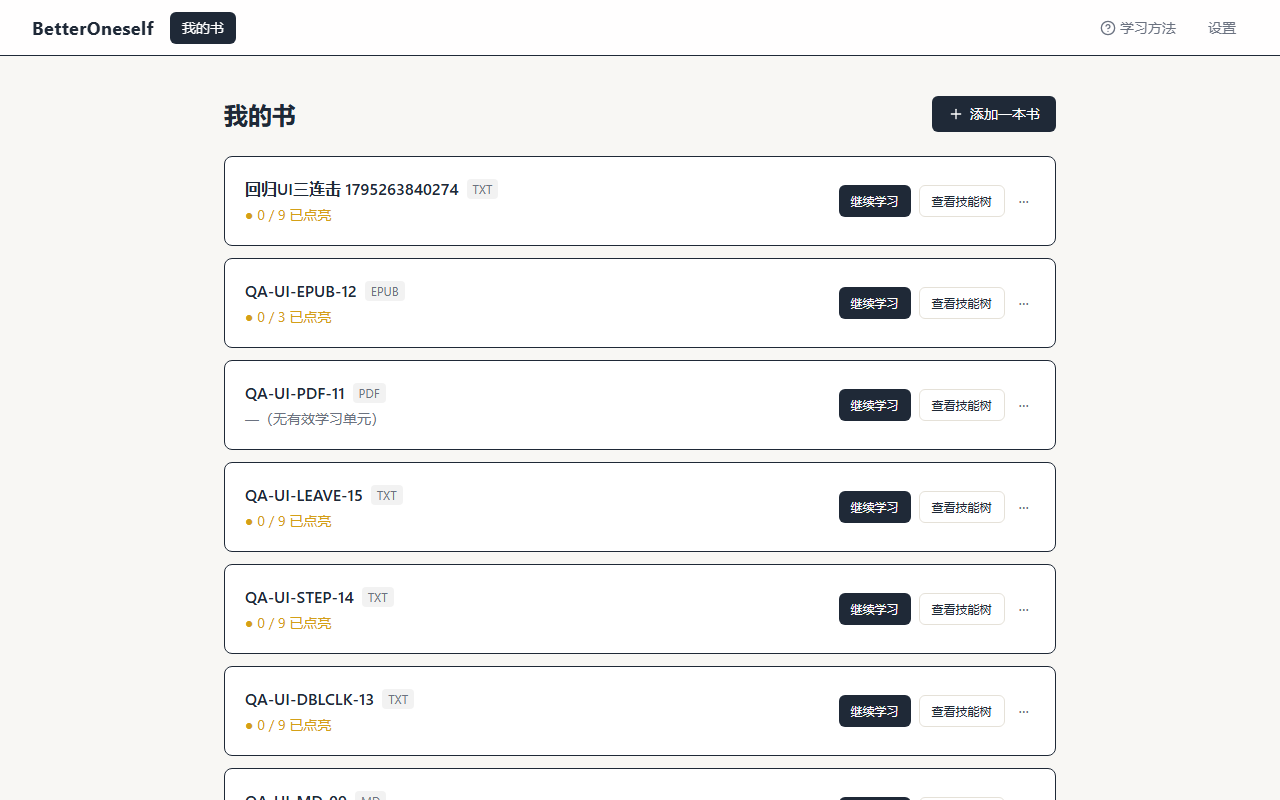 BetterOneself 我的书 学习方法 设置
我的书 + 添加一本书
回归UI三连击 1795263840274 TXT
● 0 / 9 已点亮
继续学习 查看技能树 ...
QA-UI-EPUB-12 EPUB
● 0 / 3 已点亮
继续学习 查看技能树 ...
QA-UI-PDF-11 PDF
—（无有效学习单元）
继续学习 查看技能树 ...
QA-UI-LEAVE-15 TXT
● 0 / 9 已点亮
继续学习 查看技能树 ...
QA-UI-STEP-14 TXT
● 0 / 9 已点亮
继续学习 查看技能树 ...
QA-UI-DBLCLK-13 TXT
● 0 / 9 已点亮
继续学习 查看技能树 ...